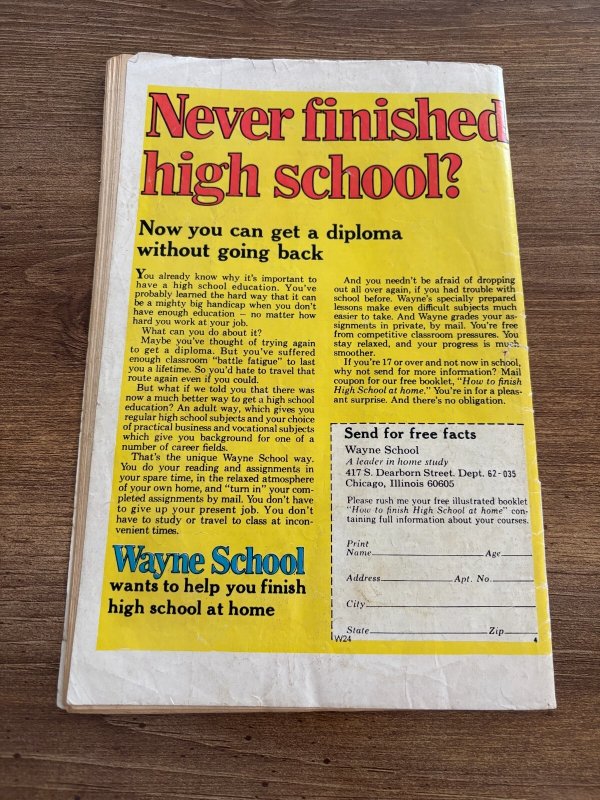 Never finished
high school?
Now you can get a diploma
without going back
You already know why it's important to
have a high school education. You've
probably learned the hard way that it can
be a mighty big handicap when you don't
have enough education – no matter how
hard you work at your job.
What can you do about it?
Maybe you've thought of trying again
to get a diploma. But you've suffered
enough classroom "battle fatigue" to last
you a lifetime. So you'd hate to travel that
route again even if you could.
But what if we told you that there was
now a much better way to get a high school
education? An adult way, which gives you
regular high school subjects and your choice
of practical business and vocational subjects
which give you background for one of a
number of career fields.
That's the unique Wayne School way.
You do your reading and assignments in
your spare time, in the relaxed atmosphere
of your own home, and "turn in" your com-
pleted assignments by mail. You don't have
to give up your present job. You don't
have to study or travel to class at incon-
venient times.
Wayne School
wants to help you finish
high school at home
And you needn't be afraid of dropping
out all over again, if you had trouble with
school before. Wayne's specially prepared
lessons make even difficult subjects much
easier to take. And Wayne grades your as-
signments in private, by mail. You're free
from competitive classroom pressures. You
stay relaxed, and your progress is much
smoother.
If you're 17 or over and not now in school,
why not send for more information? Mail
coupon for our free booklet, "How to finish
High School at home." You're in for a pleas-
ant surprise. And there's no obligation.
Send for free facts
Wayne School
A leader in home study
417 S. Dearborn Street. Dept. 62-035
Chicago, Illinois 60605
Please rush me your free illustrated booklet
"How to finish High School at home" con-
taining full information about your courses.
Print
Name Age
Address Apt. No.
City
State Zip
W24 4